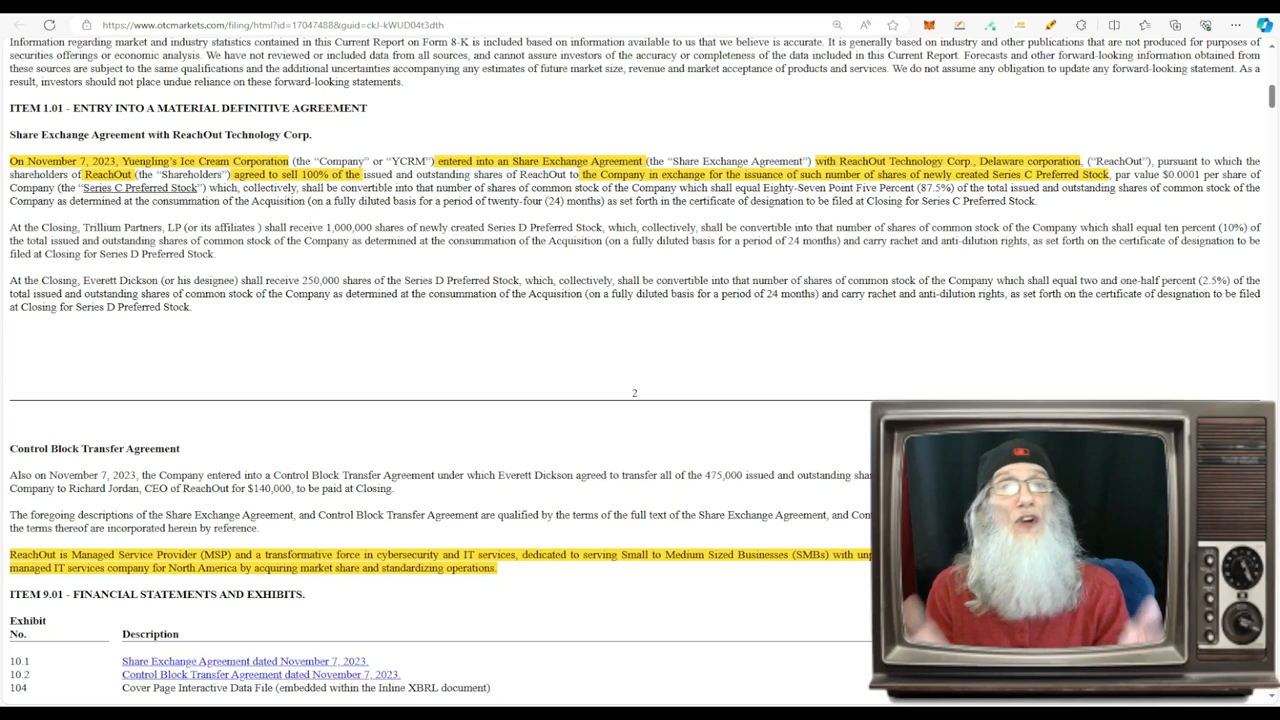 https://www.otcmarkets.com/filing/html?id=17047488&guid=ckJ-kWUD04t3dth
Information regarding market and industry statistics contained in this Current Report on Form 8-K is included based on information available to us that we believe is accurate. It is generally based on industry and other publications that are not produced for purposes of
securities offerings or economic analysis. We have not reviewed or included data from all sources, and cannot assure investors of the accuracy or completeness of the data included in this Current Report. Forecasts and other forward-looking information obtained from
these sources are subject to the same qualifications and the additional uncertainties accompanying any estimates of future market size, revenue and market acceptance of products and services. We do not assume any obligation to update any forward-looking statement. As a
result, investors should not place undue reliance on these forward-looking statements.
ITEM 1.01 - ENTRY INTO A MATERIAL DEFINITIVE AGREEMENT
Share Exchange Agreement with ReachOut Technology Corp.
On November 7, 2023, Yuengling's Ice Cream Corporation (the “Company” or “YCRM”) entered into an Share Exchange Agreement (the “Share Exchange Agreement”) with ReachOut Technology Corp., Delaware corporation, (“ReachOut”), pursuant to which the
shareholders of ReachOut (the “Shareholders”) agreed to sell 100% of the issued and outstanding shares of ReachOut to the Company in exchange for the issuance of such number of shares of newly created Series C Preferred Stock, par value $0.0001 per share of
Company (the “Series C Preferred Stock”) which, collectively, shall be convertible into that number of shares of common stock of the Company which shall equal Eighty-Seven Point Five Percent (87.5%) of the total issued and outstanding shares of common stock of the
Company as determined at the consummation of the Acquisition (on a fully diluted basis for a period of twenty-four (24) months) as set forth in the certificate of designation to be filed at Closing for Series C Preferred Stock.
At the Closing, Trillium Partners, LP (or its affiliates ) shall receive 1,000,000 shares of newly created Series D Preferred Stock, which, collectively, shall be convertible into that number of shares of common stock of the Company which shall equal ten percent (10%) of
the total issued and outstanding shares of common stock of the Company as determined at the consummation of the Acquisition (on a fully diluted basis for a period of 24 months) and carry rachet and anti-dilution rights, as set forth on the certificate of designation to be
filed at Closing for Series D Preferred Stock.
At the Closing, Everett Dickson (or his designee) shall receive 250,000 shares of the Series D Preferred Stock, which, collectively, shall be convertible into that number of shares of common stock of the Company which shall equal two and one-half percent (2.5%) of the
total issued and outstanding shares of common stock of the Company as determined at the consummation of the Acquisition (on a fully diluted basis for a period of 24 months) and carry rachet and anti-dilution rights, as set forth on the certificate of designation to be filed
at Closing for Series D Preferred Stock.
2
Control Block Transfer Agreement
Also on November 7, 2023, the Company entered into a Control Block Transfer Agreement under which Everett Dickson agreed to transfer all of the 475,000 issued and outstanding sha
Company to Richard Jordan, CEO of ReachOut for $140,000, to be paid at Closing.
The foregoing descriptions of the Share Exchange Agreement, and Control Block Transfer Agreement are qualified by the terms of the full text of the Share Exchange Agreement, and Con
the terms thereof are incorporated herein by reference.
ReachOut is Managed Service Provider (MSP) and a transformative force in cybersecurity and IT services, dedicated to serving Small to Medium Sized Businesses (SMBs) with unp
managed IT services company for North America by acquiring market share and standardizing operations.
ITEM 9.01 - FINANCIAL STATEMENTS AND EXHIBITS.
Exhibit
No. Description
10.1 Share Exchange Agreement dated November 7, 2023.
10.2 Control Block Transfer Agreement dated November 7, 2023.
104 Cover Page Interactive Data File (embedded within the Inline XBRL document)